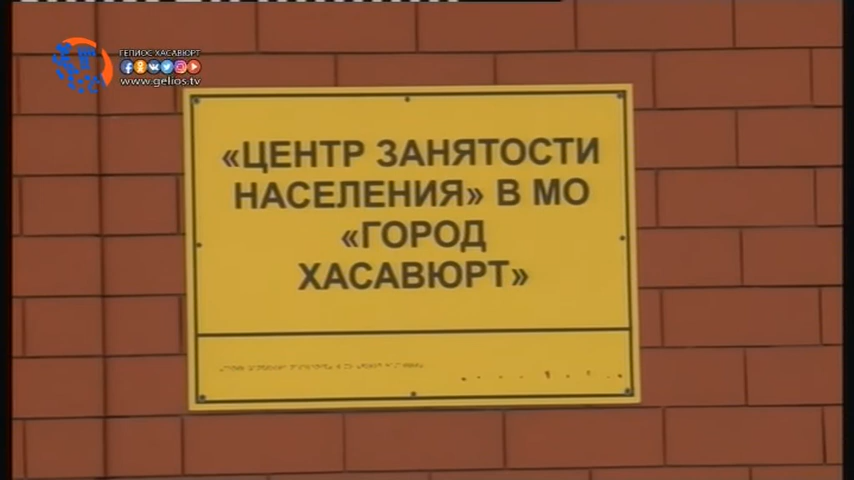 ГЕЛИОС ХАСАВЮРТ
www.gelios.tv
«ЦЕНТР ЗАНЯТОСТИ
НАСЕЛЕНИЯ» В МО
«ГОРОД
ХАСАВЮРТ»